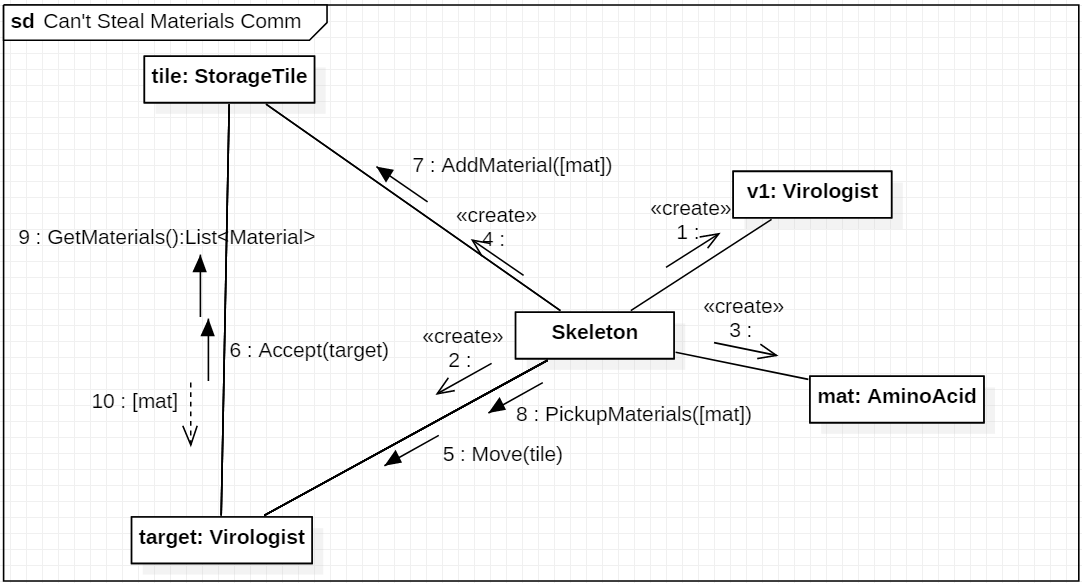 sd Can't Steal Materials Comm
tile: StorageTile
7 : AddMaterial([mat])
v1: Virologist
«create»
1 :
«create»
4 :
9 : GetMaterials():List<Material>
«create»
3 :
Skeleton
«create»
2 :
6 : Accept(target)
mat: AminoAcid
10 : [mat]
8 : PickupMaterials([mat])
5 : Move(tile)
target: Virologist